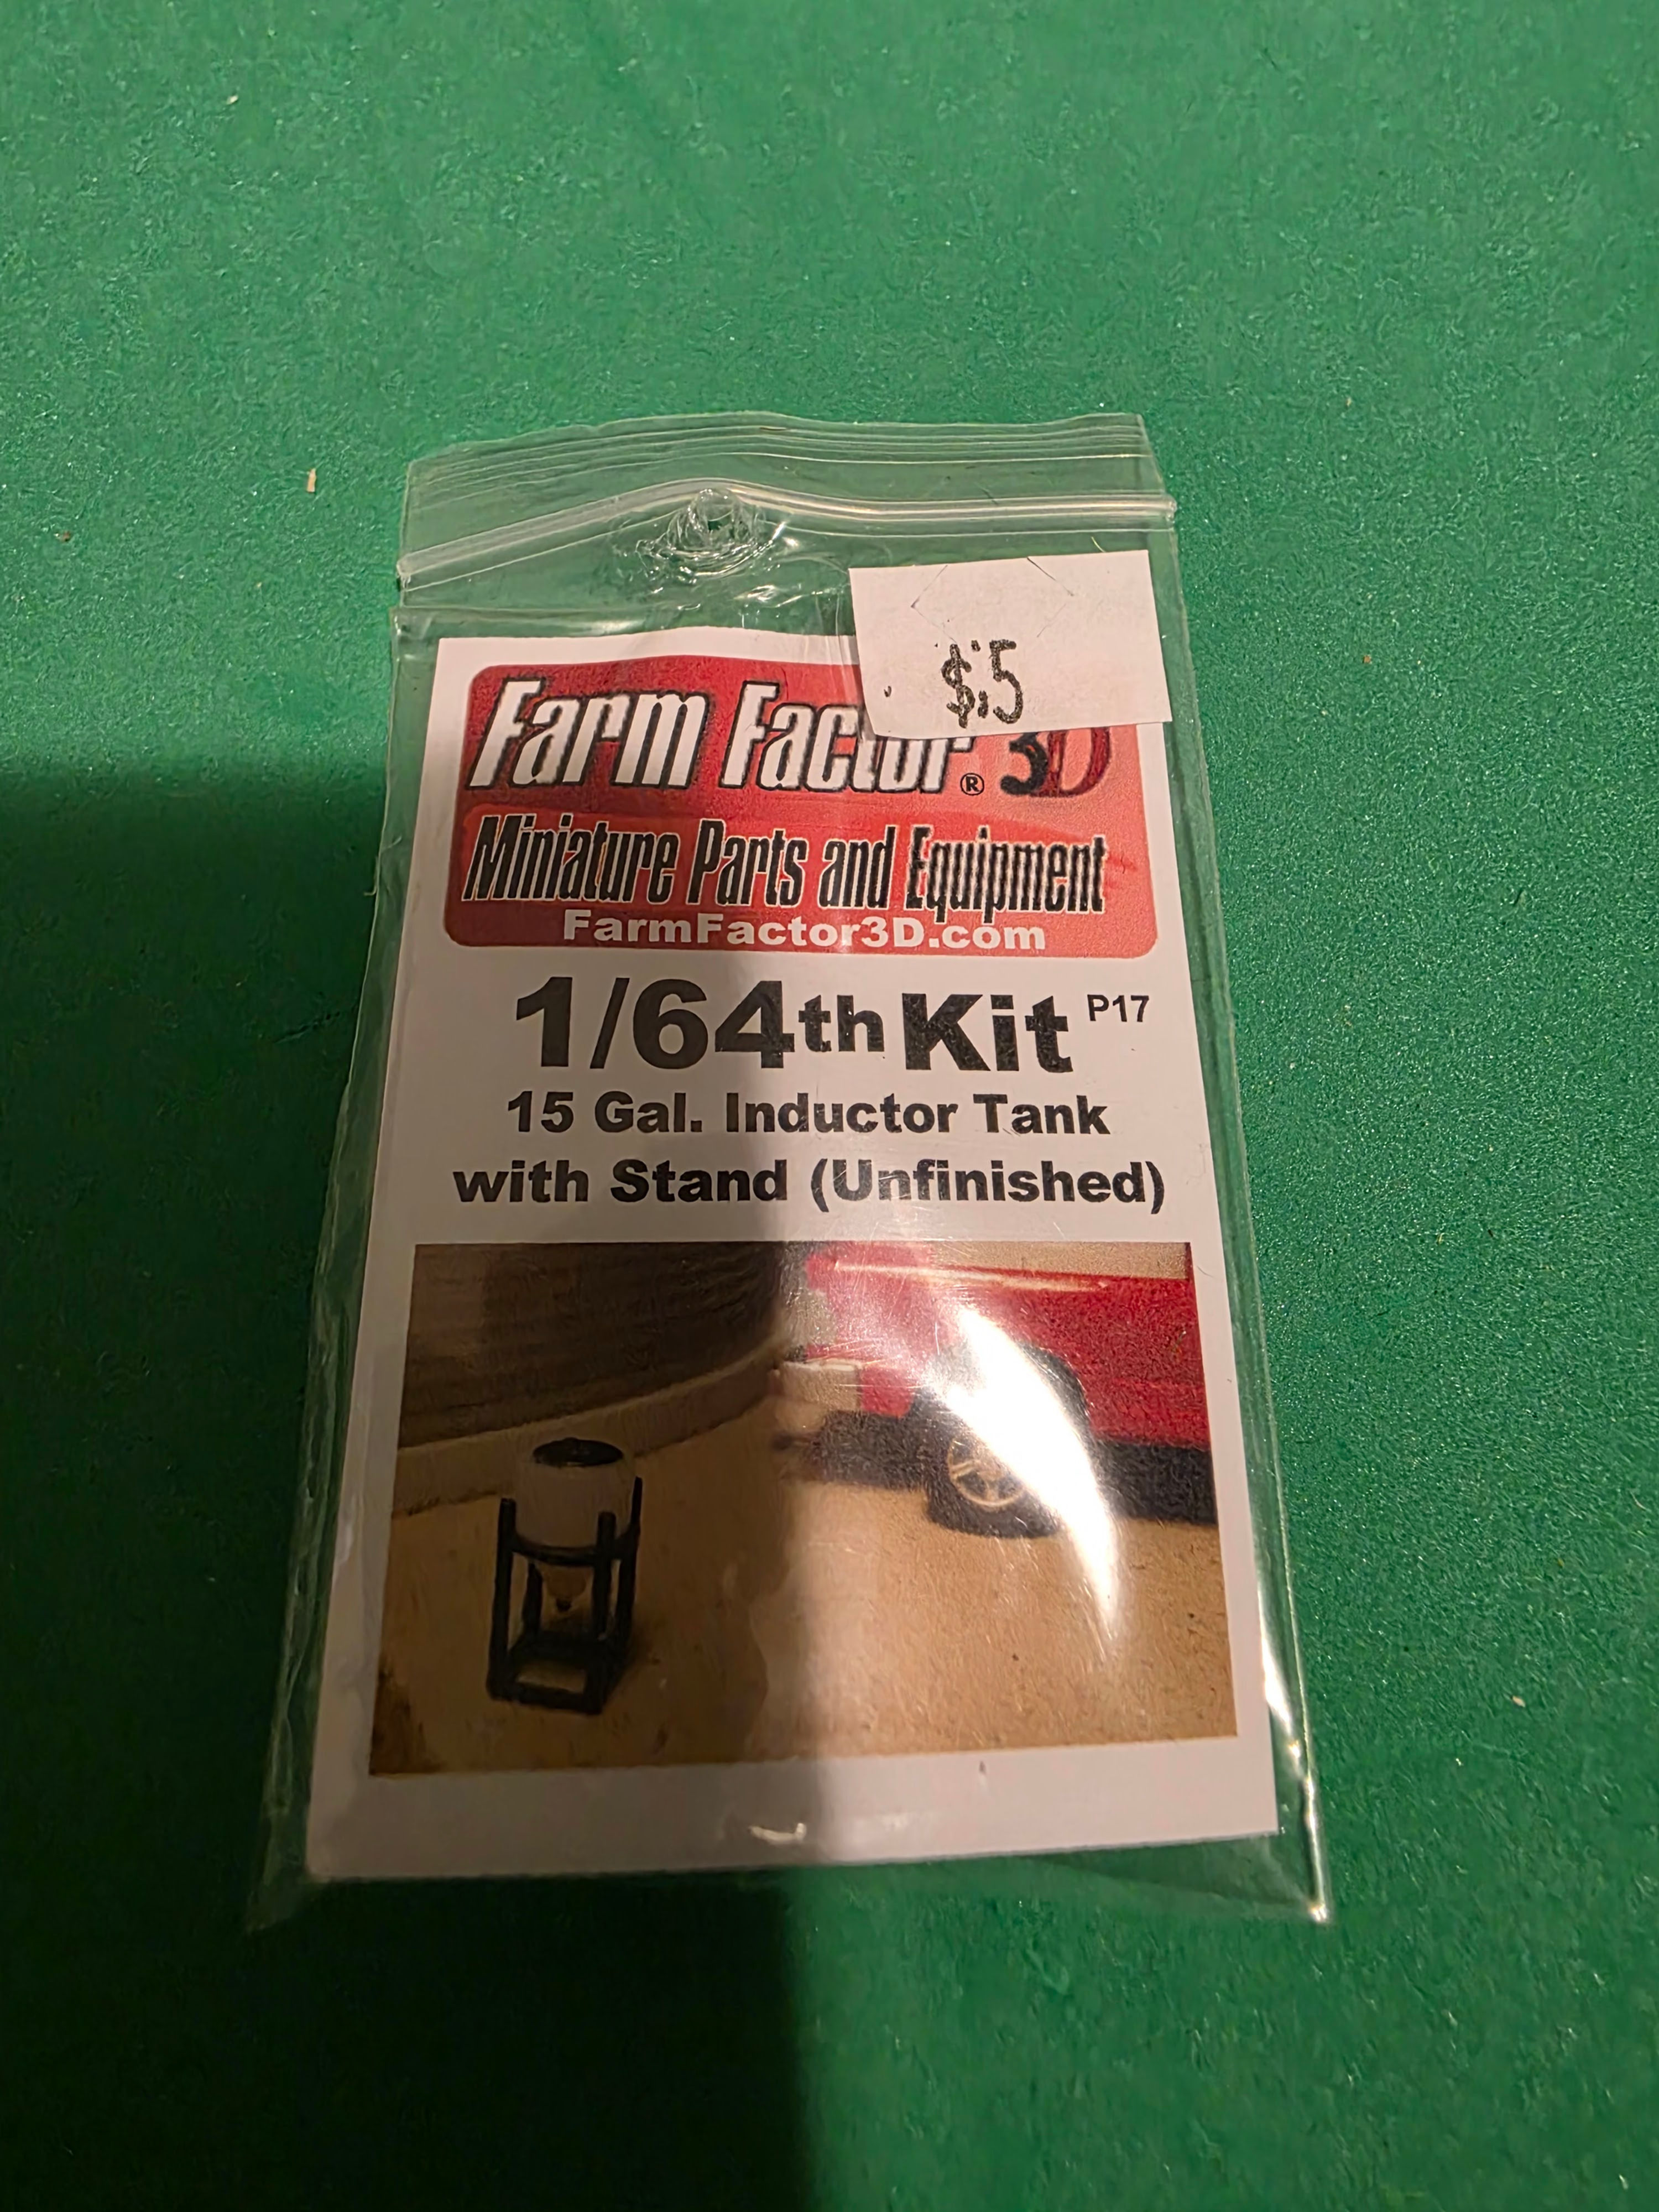 $5
Farm Factor® 3D
Miniature Parts and Equipment
FarmFactor3D.com
1/64th Kit P17
15 Gal. Inductor Tank
with Stand (Unfinished)